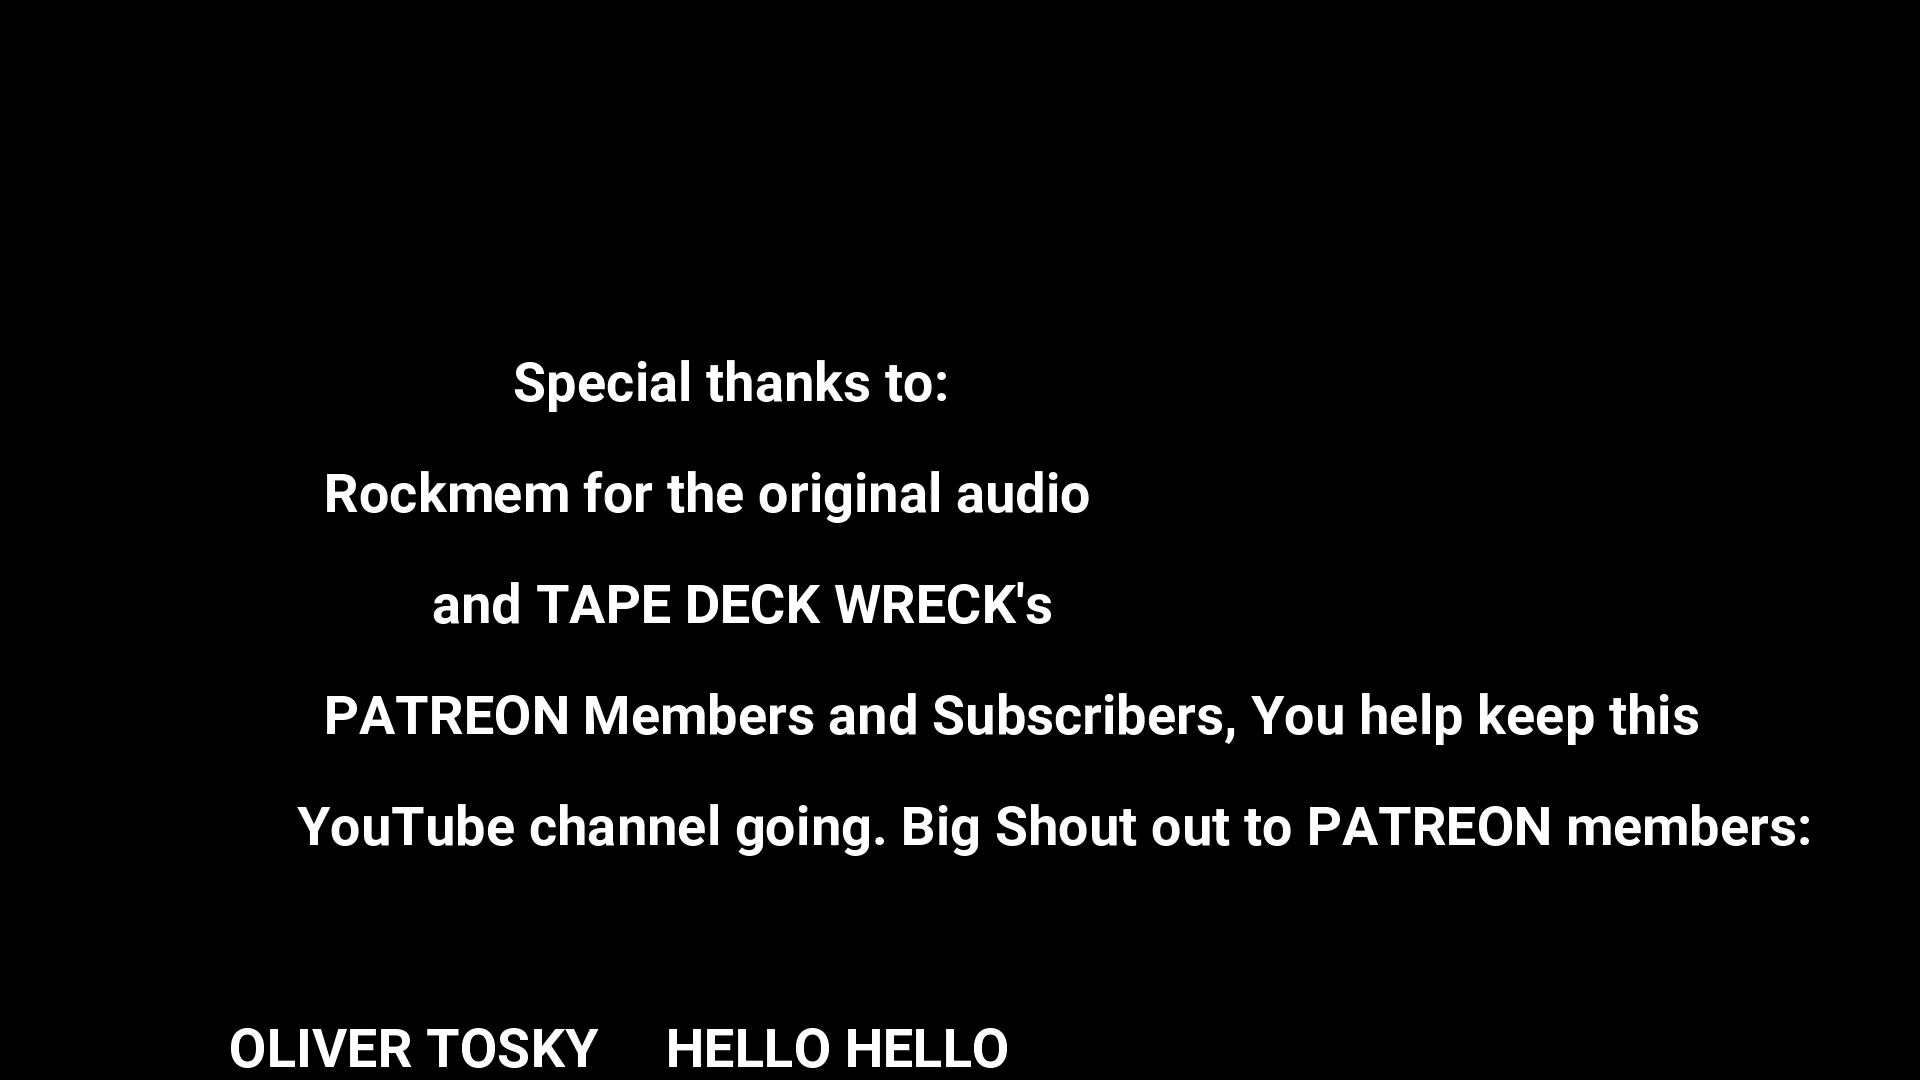 Special thanks to:
Rockmem for the original audio
and TAPE DECK WRECK's
PATREON Members and Subscribers, You help keep this
YouTube channel going. Big Shout out to PATREON members:
OLIVER TOSKY HELLO HELLO